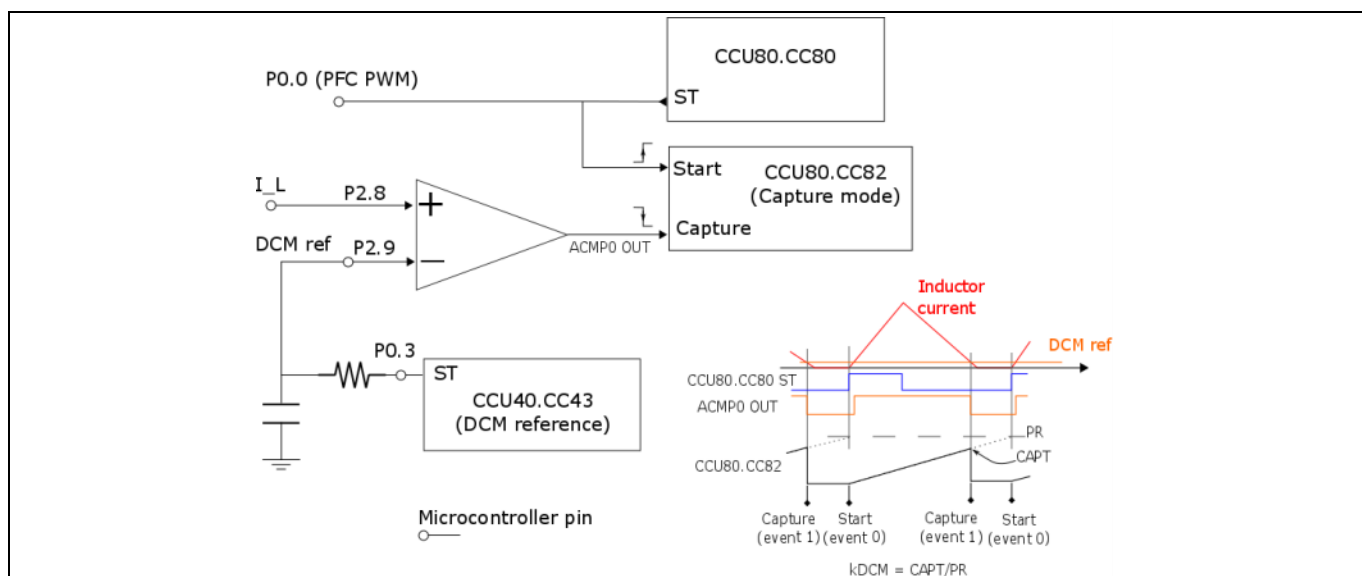 CCU80.CC80
P0.0 (PFC PWM)
ST
Start
CCU80.CC82
(Capture mode)
Capture
I_L
P2.8
+
DCM ref
P2.9
−
ACMP0 OUT
P0.3
ST
CCU40.CC43
(DCM reference)
Microcontroller pin
Inductor
current
DCM ref
CCU80.CC80 ST
ACMP0 OUT
PR
CAPT
CCU80.CC82
Capture
(event 1)
Start
(event 0)
Capture
(event 1)
Start
(event 0)
kDCM = CAPT/PR